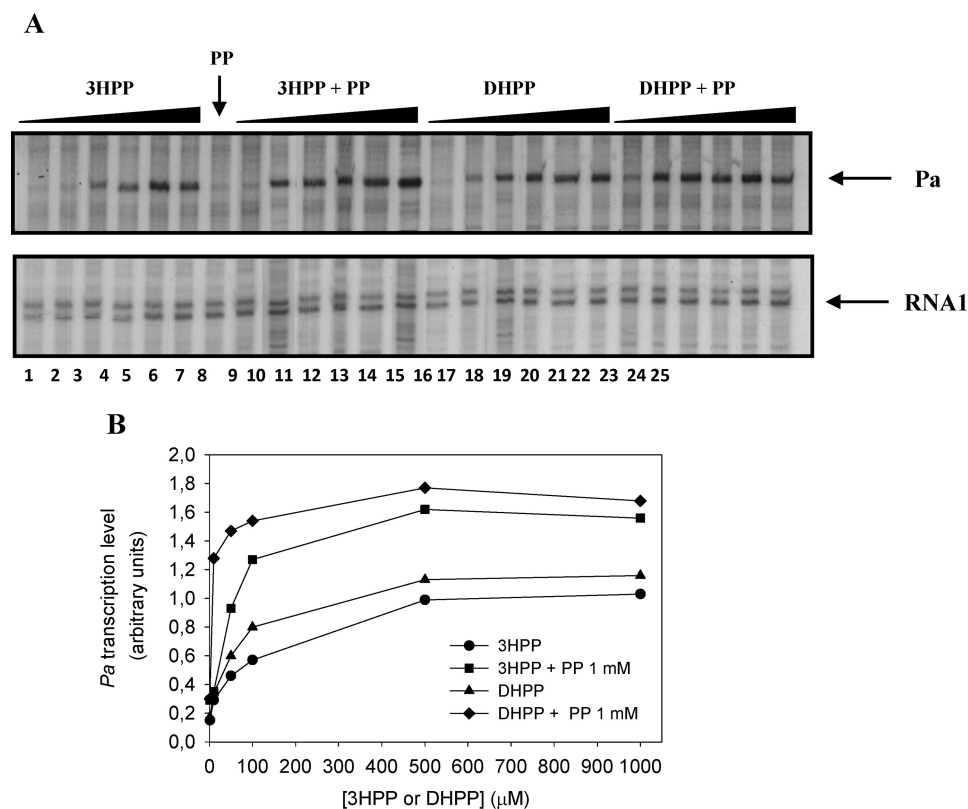 A
PP
3HPP 3HPP + PP DHPP DHPP + PP
Pa
RNA1
1 2 3 4 5 6 7 8 9 10 11 12 13 14 15 16 17 18 19 20 21 22 23 24 25
B
2,0
1,8
1,6
1,4
1,2
1,0
0,8
0,6
0,4
0,2
0,0
Pa transcription level
(arbitrary units)
3HPP
3HPP + PP 1 mM
DHPP
DHPP + PP 1 mM
0 100 200 300 400 500 600 700 800 900 1000
[3HPP or DHPP] (μM)